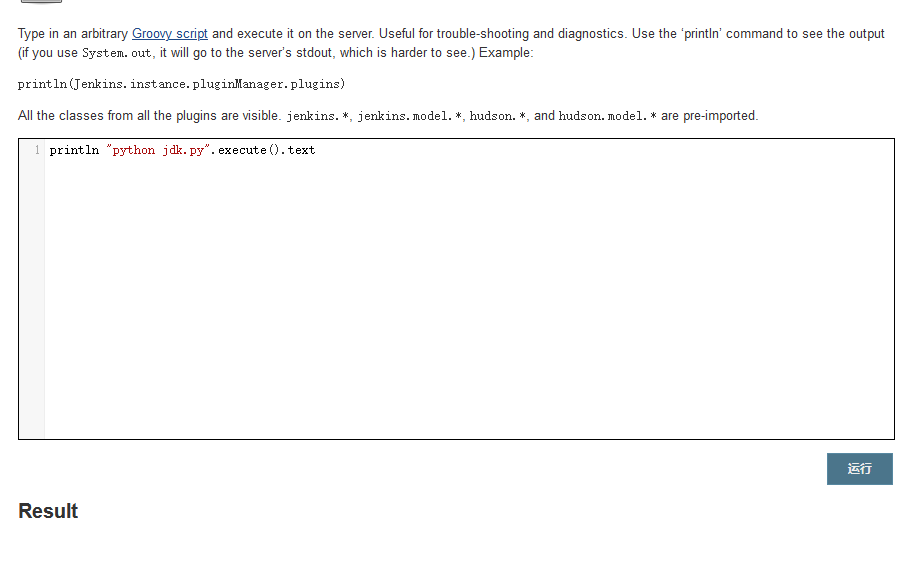 Type in an arbitrary Groovy script and execute it on the server. Useful for trouble-shooting and diagnostics. Use the ‘println’ command to see the output
(if you use System.out, it will go to the server’s stdout, which is harder to see.) Example:
println(Jenkins.instance.pluginManager.plugins)
All the classes from all the plugins are visible. jenkins.*, jenkins.model.*, hudson.*, and hudson.model.* are pre-imported.
1 println "python jdk.py".execute().text
运行
Result